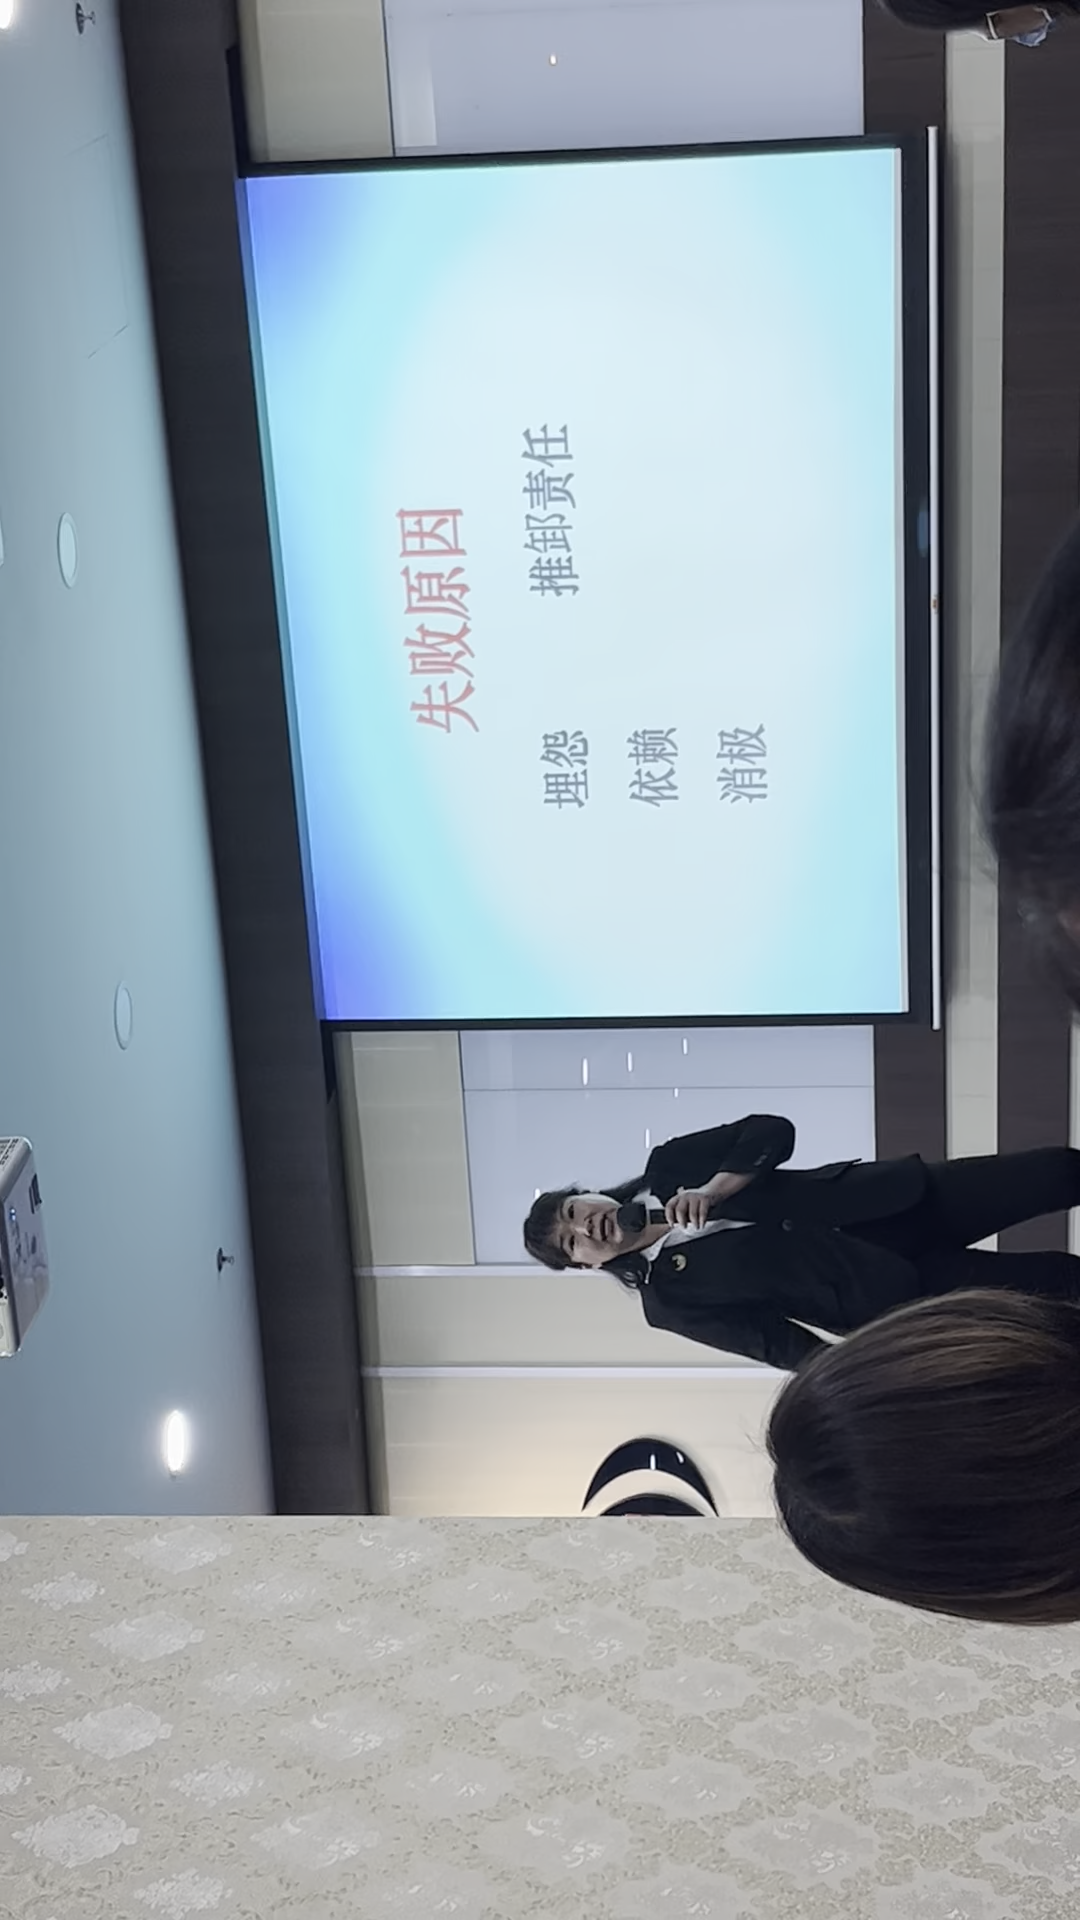 失败原因
埋怨 推卸责任
依赖
消极